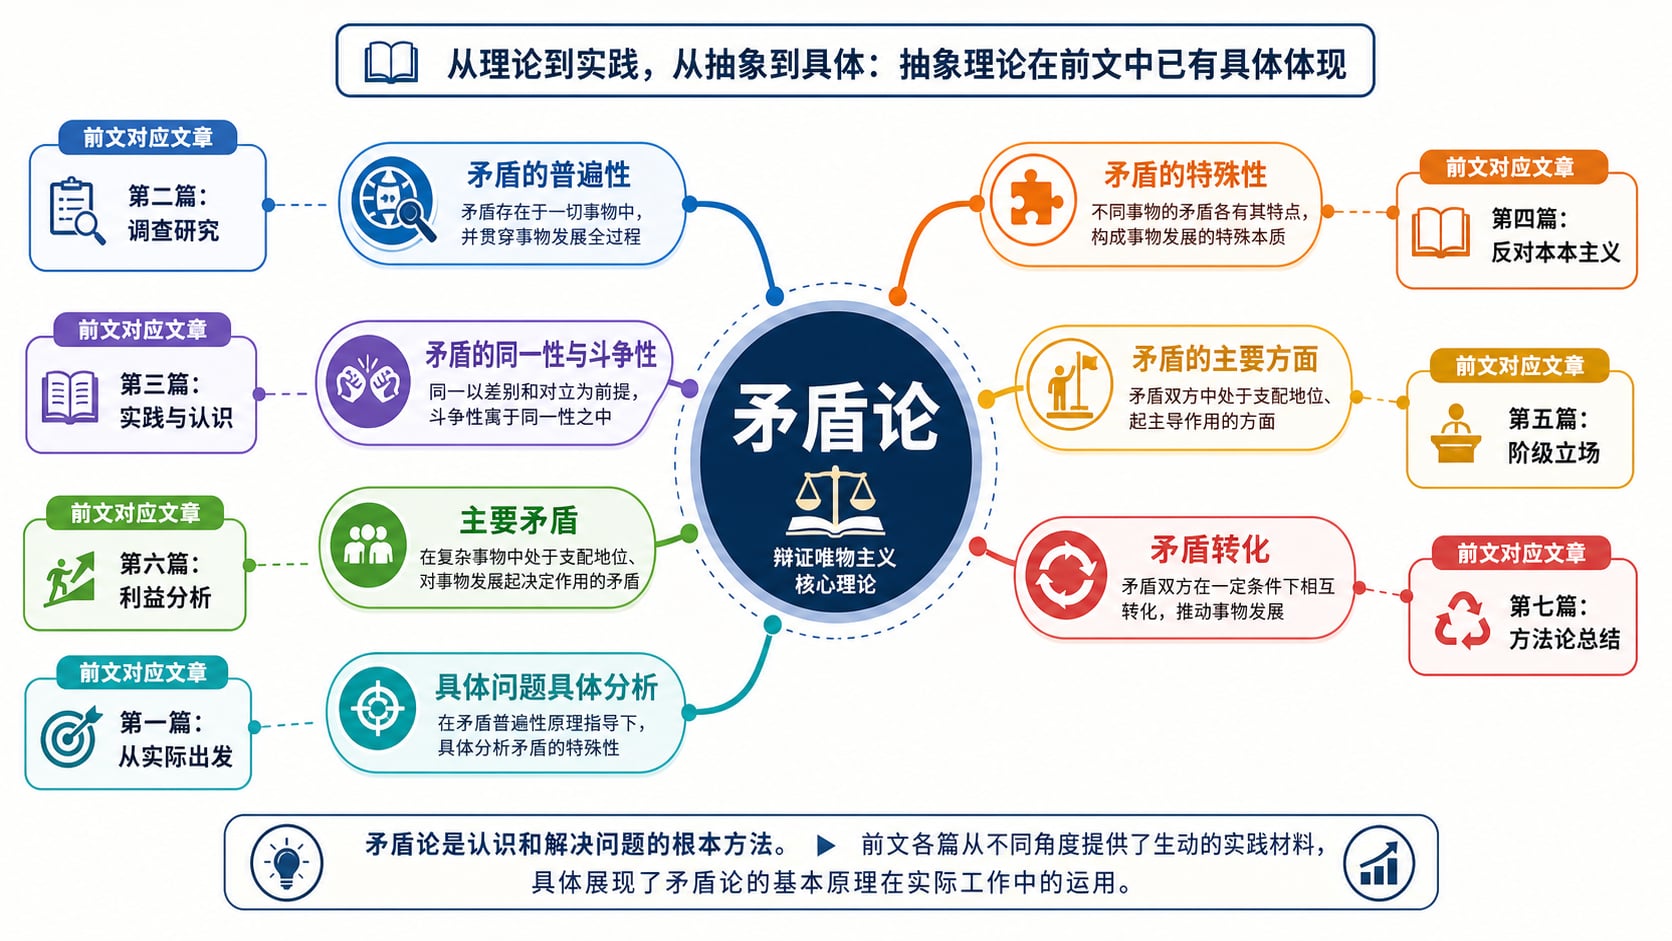 从理论到实践，从抽象到具体：抽象理论在前文中已有具体体现
前文对应文章
第二篇：
调查研究
矛盾的普遍性
矛盾存在于一切事物中，
并贯穿事物发展全过程
前文对应文章
第三篇：
实践与认识
矛盾的同一性与斗争性
同一以差别和对立为前提，
斗争性寓于同一性之中
前文对应文章
第六篇：
利益分析
主要矛盾
在复杂事物中处于支配地位、
对事物发展起决定作用的矛盾
前文对应文章
第一篇：
从实际出发
具体问题具体分析
在矛盾普遍性原理指导下，
具体分析矛盾的特殊性
矛盾论
辩证唯物主义
核心理论
矛盾的特殊性
不同事物的矛盾各有其特点，
构成事物发展的特殊本质
前文对应文章
第四篇：
反对本本主义
矛盾的主要方面
矛盾双方中处于支配地位、
起主导作用的方面
前文对应文章
第五篇：
阶级立场
矛盾转化
矛盾双方在一定条件下相互
转化，推动事物发展
前文对应文章
第七篇：
方法论总结
矛盾论是认识和解决问题的根本方法。 ▶ 前文各篇从不同角度提供了生动的实践材料，
具体展现了矛盾论的基本原理在实际工作中的运用。